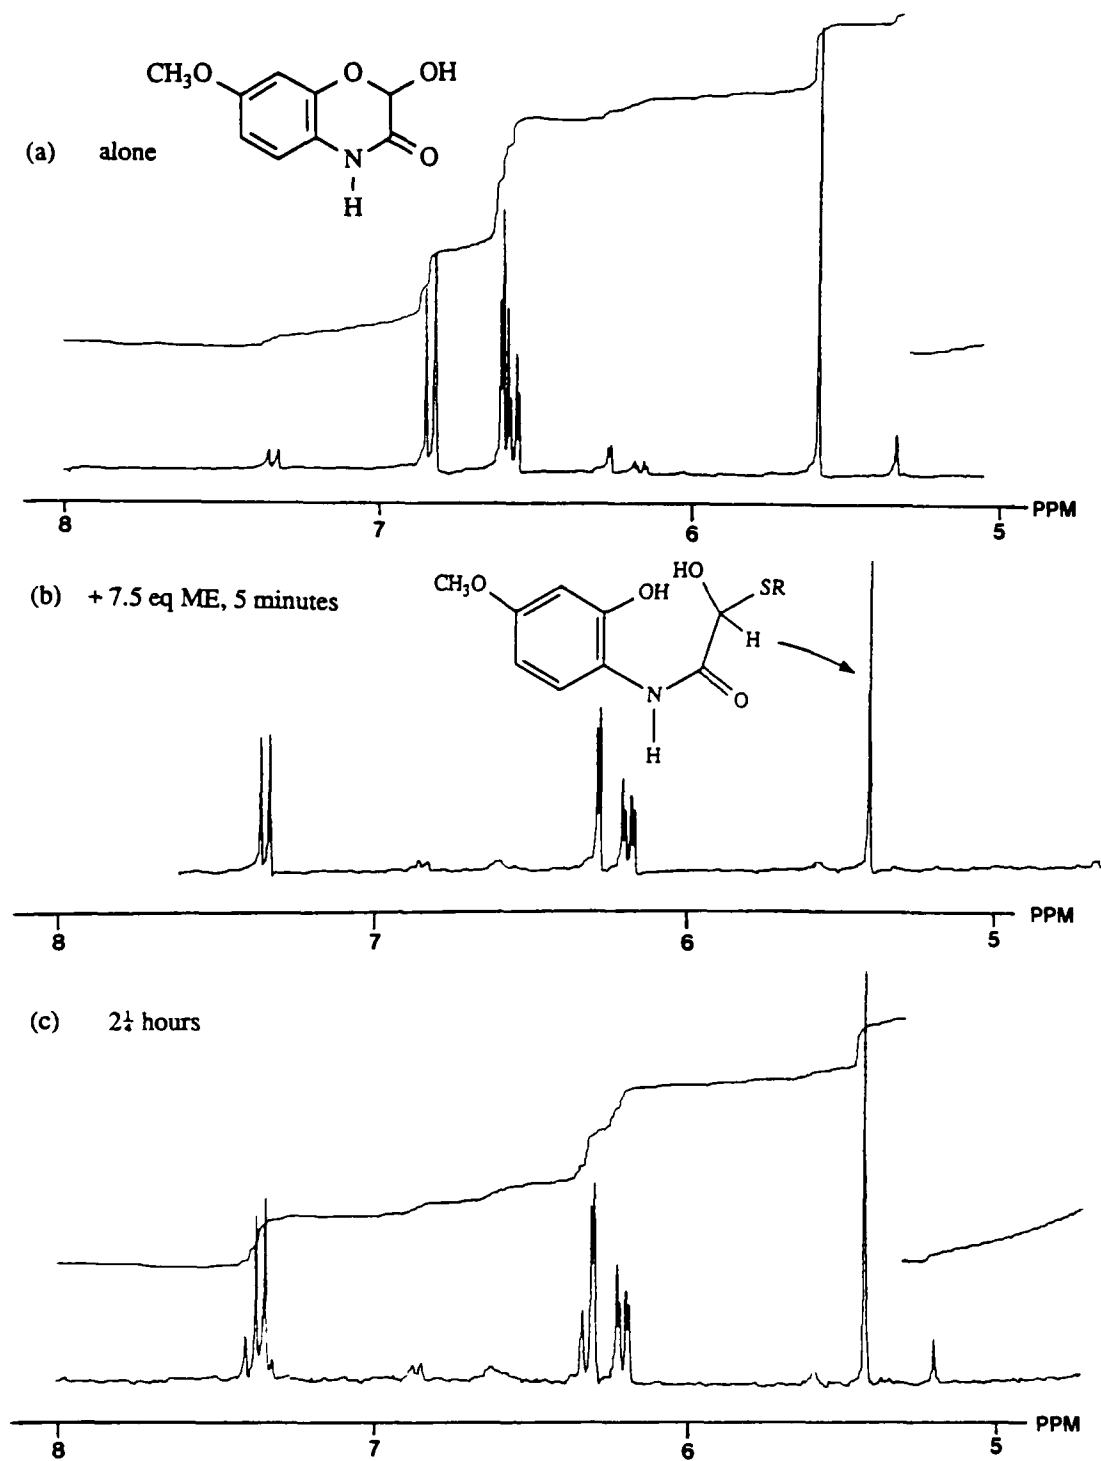 CH3O
O
OH
(a) alone
N
O
H
8 7 6 5 PPM
(b) + 7.5 eq ME, 5 minutes
CH3O
OH
HO
SR
H
N
O
H
8 7 6 5 PPM
(c) 2¼ hours
8 7 6 5 PPM